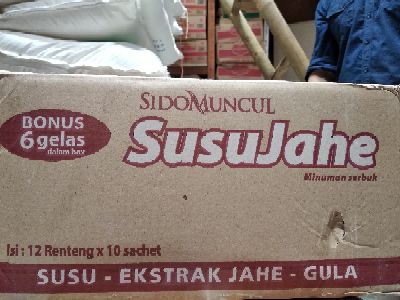 BONUS
6 gelas
dalam box
SIDOMUNCUL
SusuJahe
Minuman serbuk
Isi : 12 Renteng x 10 sachet
SUSU - EKSTRAK JAHE - GULA